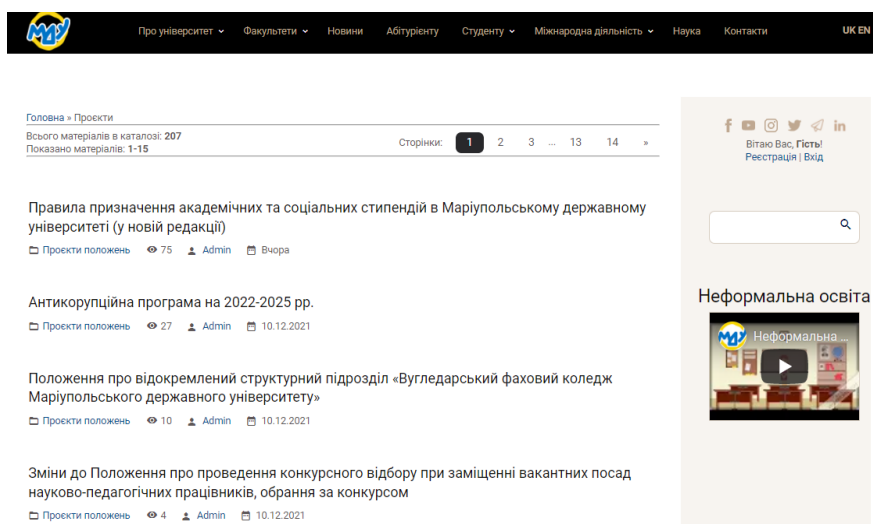 МДУ
Про університет Факультети Новини Абітурієнту Студенту Міжнародна діяльність Наука Контакти UK EN
Головна » Проєкти
Всього матеріалів в каталозі: 207
Показано матеріалів: 1-15
Сторінки: 1 2 3 ... 13 14 »
Правила призначення академічних та соціальних стипендій в Маріупольському державному
університеті (у новій редакції)
Проєкти положень 75 Admin Вчора
Антикорупційна програма на 2022-2025 рр.
Проєкти положень 27 Admin 10.12.2021
Положення про відокремлений структурний підрозділ «Вугледарський фаховий коледж
Маріупольського державного університету»
Проєкти положень 10 Admin 10.12.2021
Зміни до Положення про проведення конкурсного відбору при заміщенні вакантних посад
науково-педагогічних працівників, обрання за конкурсом
Проєкти положень 4 Admin 10.12.2021
Вітаю Вас, Гість!
Реєстрація | Вхід
Неформальна освіта
МДУ Неформальна ...